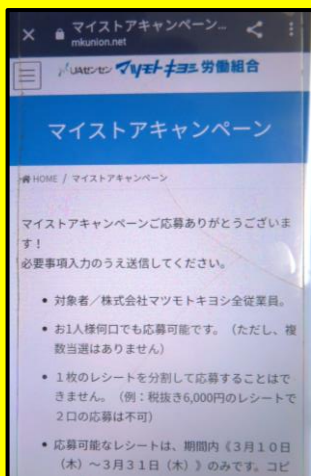 マイストアキャンペーン...
mkunion.net
UAゼンセン マツモトキヨシ 労働組合
マイストアキャンペーン
HOME / マイストアキャンペーン
マイストアキャンペーンご応募ありがとうございま
す!
必要事項入力のうえ送信してください。
• 対象者／株式会社マツモトキヨシ全従業員。
• お1人様何口でも応募可能です。（ただし、複
数当選はありません）
• 1枚のレシートを分割して応募することはで
きません。（例：税抜き6,000円のレシートで
2口の応募は不可）
• 応募可能なレシートは、期間内《3月10日
（木）～3月31日（木）》のみです。コピ